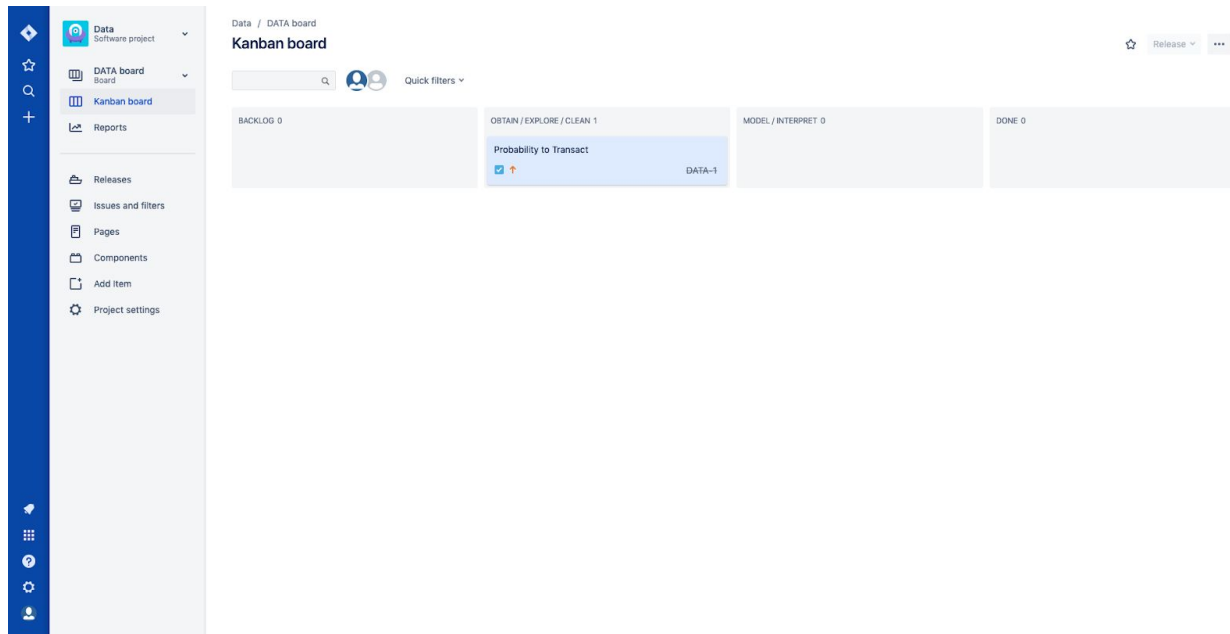 Data
Software project
DATA board
Board
Kanban board
Reports
Releases
Issues and filters
Pages
Components
Add Item
Project settings
Data / DATA board
Kanban board
Release
Quick filters
BACKLOG 0
OBTAIN / EXPLORE / CLEAN 1
MODEL / INTERPRET 0
DONE 0
Probability to Transact
DATA-1